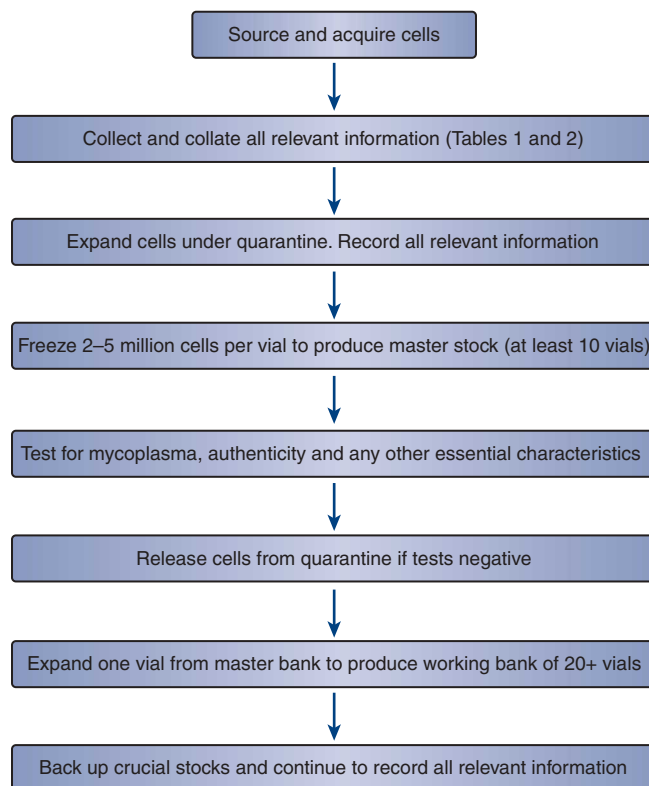 Source and acquire cells
Collect and collate all relevant information (Tables 1 and 2)
Expand cells under quarantine. Record all relevant information
Freeze 2–5 million cells per vial to produce master stock (at least 10 vials)
Test for mycoplasma, authenticity and any other essential characteristics
Release cells from quarantine if tests negative
Expand one vial from master bank to produce working bank of 20+ vials
Back up crucial stocks and continue to record all relevant information